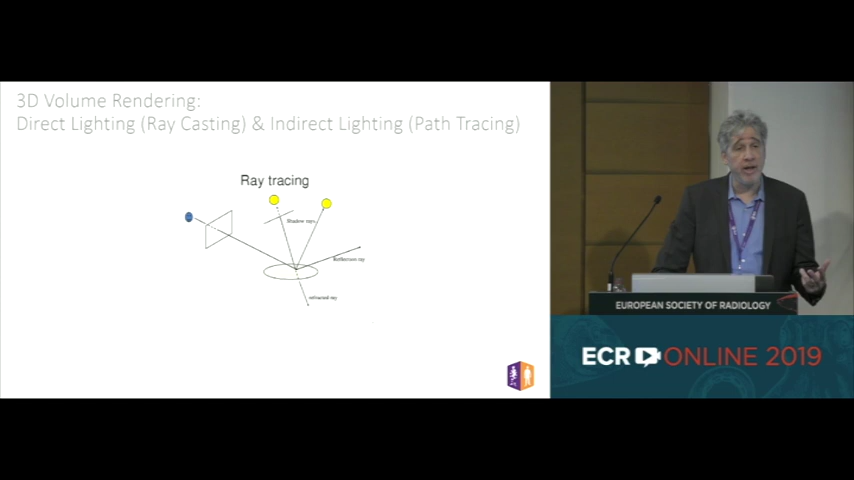 3D Volume Rendering:
Direct Lighting (Ray Casting) & Indirect Lighting (Path Tracing)
Ray tracing
Shadow rays
Reflection ray
refracted ray
EUROPEAN SOCIETY OF RADIOLOGY
ECR ONLINE 2019